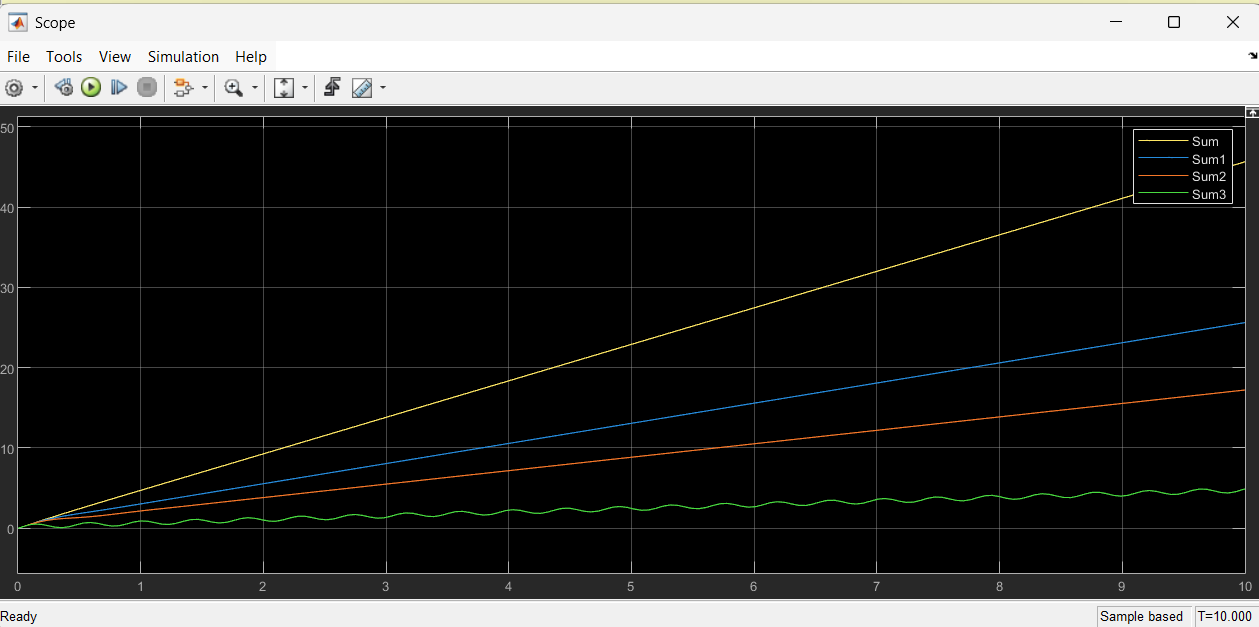 Scope
File Tools View Simulation Help
50
40
30
20
10
0
Sum
Sum1
Sum2
Sum3
0 1 2 3 4 5 6 7 8 9 10
Ready Sample based T=10.000